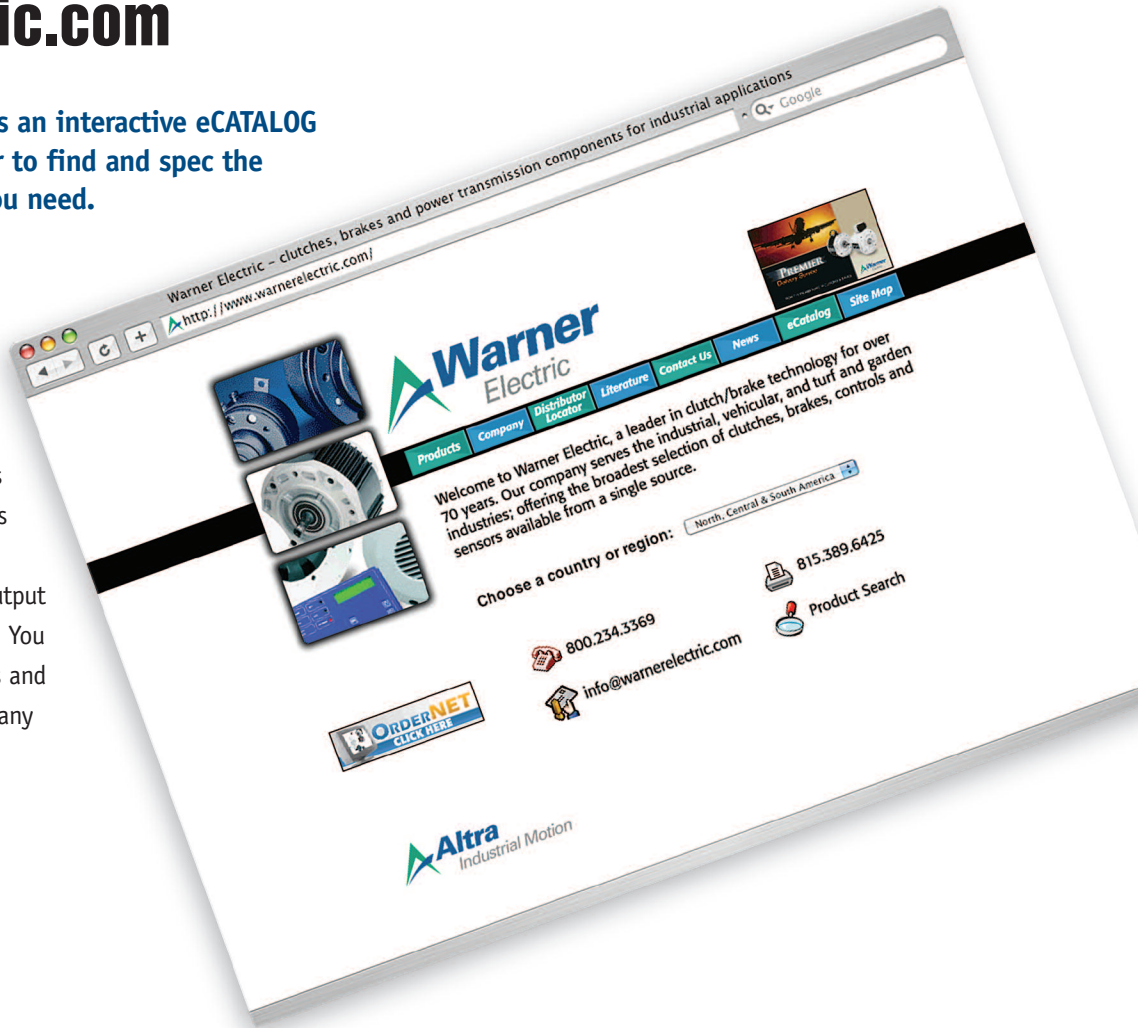 ic.com
s an interactive eCATALOG
r to find and spec the
ou need.
s
s
utput
You
s and
any
Warner Electric – clutches, brakes and power transmission components for industrial applications
http://www.warnerelectric.com/
Google
PREMIER
Delivery Service
Warner
Warner
Electric
Products
Company
Distributor
Locator
Literature
Contact Us
News
eCatalog
Site Map
Welcome to Warner Electric, a leader in clutch/brake technology for over
70 years. Our company serves the industrial, vehicular, and turf and garden
industries; offering the broadest selection of clutches, brakes, controls and
sensors available from a single source.
Choose a country or region:
North, Central & South America
800.234.3369
815.389.6425
info@warnerelectric.com
Product Search
ORDERNET
CLICK HERE
Altra
Industrial Motion